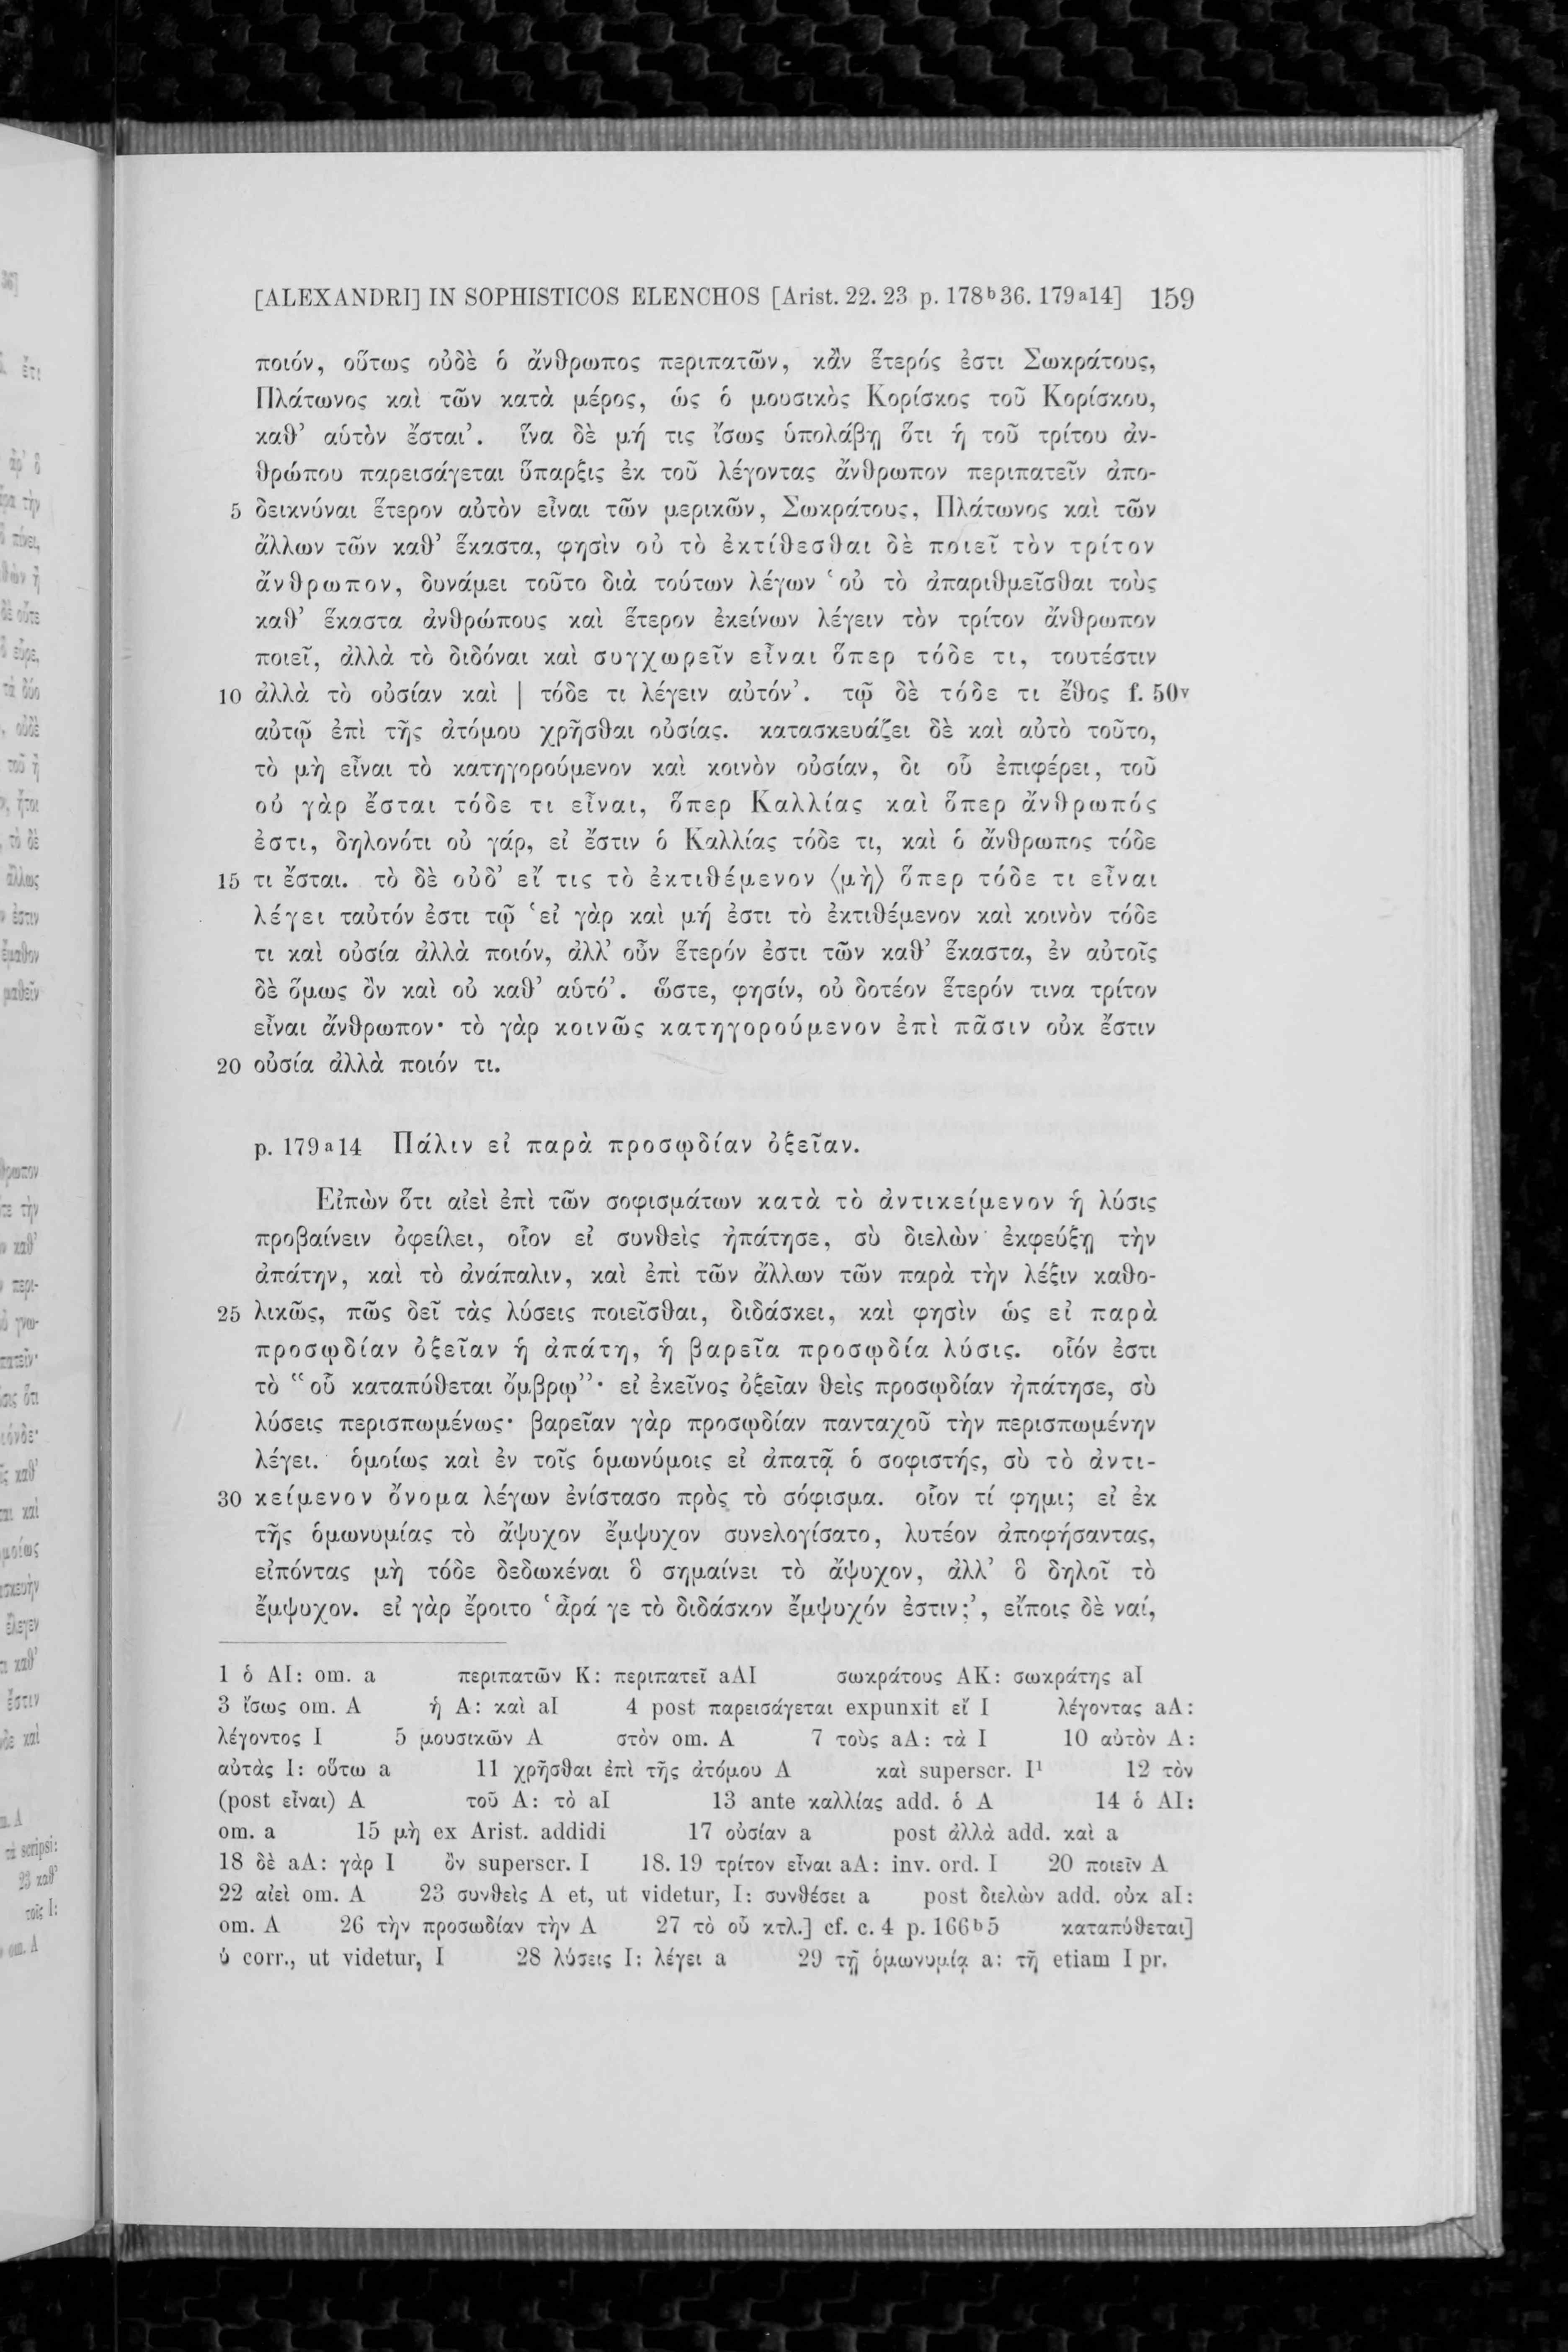 [ALEXANDRI] IN SOPHISTICOS ELENCHOS [Arist. 22. 23 p. 178b36. 179a14] 159
ποιόν, οὕτως οὐδὲ ὁ ἄνθρωπος περιπατῶν, κἂν ἕτερός ἐστι Σωκράτους,
Πλάτωνος καὶ τῶν κατὰ μέρος, ὡς ὁ μουσικὸς Κορίσκος τοῦ Κορίσκου,
καθ’ αὑτὸν ἔσται’. ἵνα δὲ μή τις ἴσως ὑπολάβῃ ὅτι ἡ τοῦ τρίτου ἀν-
θρώπου παρεισάγεται ὕπαρξις ἐκ τοῦ λέγοντας ἄνθρωπον περιπατεῖν ἀπο-
5 δεικνύναι ἕτερον αὐτὸν εἶναι τῶν μερικῶν, Σωκράτους, Πλάτωνος καὶ τῶν
ἄλλων τῶν καθ’ ἕκαστα, φησὶν οὐ τὸ ἐκτίθεσθαι δὲ ποιεῖ τὸν τρίτον
ἄνθρωπον, δυνάμει τοῦτο διὰ τούτων λέγων ‘οὐ τὸ ἀπαριθμεῖσθαι τοὺς
καθ’ ἕκαστα ἀνθρώπους καὶ ἕτερον ἐκείνων λέγειν τὸν τρίτον ἄνθρωπον
ποιεῖ, ἀλλὰ τὸ διδόναι καὶ συγχωρεῖν εἶναι ὅπερ τόδε τι, τουτέστιν
10 ἀλλὰ τὸ οὐσίαν καὶ | τόδε τι λέγειν αὐτόν’. τῷ δὲ τόδε τι ἔθος f. 50v
αὐτῷ ἐπὶ τῆς ἀτόμου χρῆσθαι οὐσίας. κατασκευάζει δὲ καὶ αὐτὸ τοῦτο,
τὸ μὴ εἶναι τὸ κατηγορούμενον καὶ κοινὸν οὐσίαν, δι οὗ ἐπιφέρει, τοῦ
οὐ γὰρ ἔσται τόδε τι εἶναι, ὅπερ Καλλίας καὶ ὅπερ ἄνθρωπός
ἐστι, δηλονότι οὐ γάρ, εἰ ἔστιν ὁ Καλλίας τόδε τι, καὶ ὁ ἄνθρωπος τόδε
15 τι ἔσται. τὸ δὲ οὐδ’ εἴ τις τὸ ἐκτιθέμενον ⟨μὴ⟩ ὅπερ τόδε τι εἶναι
λέγει ταὐτόν ἐστι τῷ ‘εἰ γὰρ καὶ μή ἐστι τὸ ἐκτιθέμενον καὶ κοινὸν τόδε
τι καὶ οὐσία ἀλλὰ ποιόν, ἀλλ’ οὖν ἕτερόν ἐστι τῶν καθ’ ἕκαστα, ἐν αὐτοῖς
δὲ ὅμως ὂν καὶ οὐ καθ’ αὑτό’. ὥστε, φησίν, οὐ δοτέον ἕτερόν τινα τρίτον
εἶναι ἄνθρωπον· τὸ γὰρ κοινῶς κατηγορούμενον ἐπὶ πᾶσιν οὐκ ἔστιν
20 οὐσία ἀλλὰ ποιόν τι.
p. 179a14 Πάλιν εἰ παρὰ προσῳδίαν ὀξεῖαν.
Εἰπὼν ὅτι αἰεὶ ἐπὶ τῶν σοφισμάτων κατὰ τὸ ἀντικείμενον ἡ λύσις
προβαίνειν ὀφείλει, οἷον εἰ συνθεὶς ἠπάτησε, σὺ διελὼν ἐκφεύξῃ τὴν
ἀπάτην, καὶ τὸ ἀνάπαλιν, καὶ ἐπὶ τῶν ἄλλων τῶν παρὰ τὴν λέξιν καθο-
25 λικῶς, πῶς δεῖ τὰς λύσεις ποιεῖσθαι, διδάσκει, καὶ φησὶν ὡς εἰ παρὰ
προσῳδίαν ὀξεῖαν ἡ ἀπάτη, ἡ βαρεῖα προσῳδία λύσις. οἷόν ἐστι
τὸ “οὗ καταπύθεται ὄμβρῳ”· εἰ ἐκεῖνος ὀξεῖαν θεὶς προσῳδίαν ἠπάτησε, σὺ
λύσεις περισπωμένως· βαρεῖαν γὰρ προσῳδίαν πανταχοῦ τὴν περισπωμένην
λέγει. ὁμοίως καὶ ἐν τοῖς ὁμωνύμοις εἰ ἀπατᾷ ὁ σοφιστής, σὺ τὸ ἀντι-
30 κείμενον ὄνομα λέγων ἐνίστασο πρὸς τὸ σόφισμα. οἷον τί φημι; εἰ ἐκ
τῆς ὁμωνυμίας τὸ ἄψυχον ἔμψυχον συνελογίσατο, λυτέον ἀποφήσαντας,
εἰπόντας μὴ τόδε δεδωκέναι ὃ σημαίνει τὸ ἄψυχον, ἀλλ’ ὃ δηλοῖ τὸ
ἔμψυχον. εἰ γὰρ ἔροιτο ‘ἆρά γε τὸ διδάσκον ἔμψυχόν ἐστιν;’, εἴποις δὲ ναί,
1 ὁ AI: om. a περιπατῶν K: περιπατεῖ aAI σωκράτους AK: σωκράτης aI
3 ἴσως om. A ἡ A: καὶ aI 4 post παρεισάγεται expunxit εἴ I λέγοντας aA:
λέγοντος I 5 μουσικῶν A στὸν om. A 7 τοὺς aA: τὰ I 10 αὐτὸν A:
αὐτὰς I: οὕτω a 11 χρῆσθαι ἐπὶ τῆς ἀτόμου A καὶ superscr. I¹ 12 τὸν
(post εἶναι) A τοῦ A: τὸ aI 13 ante καλλίας add. ὁ A 14 ὁ AI:
om. a 15 μὴ ex Arist. addidi 17 οὐσίαν a post ἀλλὰ add. καὶ a
18 δὲ aA: γὰρ I ὂν superscr. I 18. 19 τρίτον εἶναι aA: inv. ord. I 20 ποιεῖν A
22 αἰεὶ om. A 23 συνθεὶς A et, ut videtur, I: συνθέσει a post διελὼν add. οὐκ aI:
om. A 26 τὴν προσωδίαν τὴν A 27 τὸ οὗ κτλ.] cf. c. 4 p. 166b5 καταπύθεται]
ύ corr., ut videtur, I 28 λύσεις I: λέγει a 29 τῇ ὁμωνυμίᾳ a: τῆ etiam I pr.